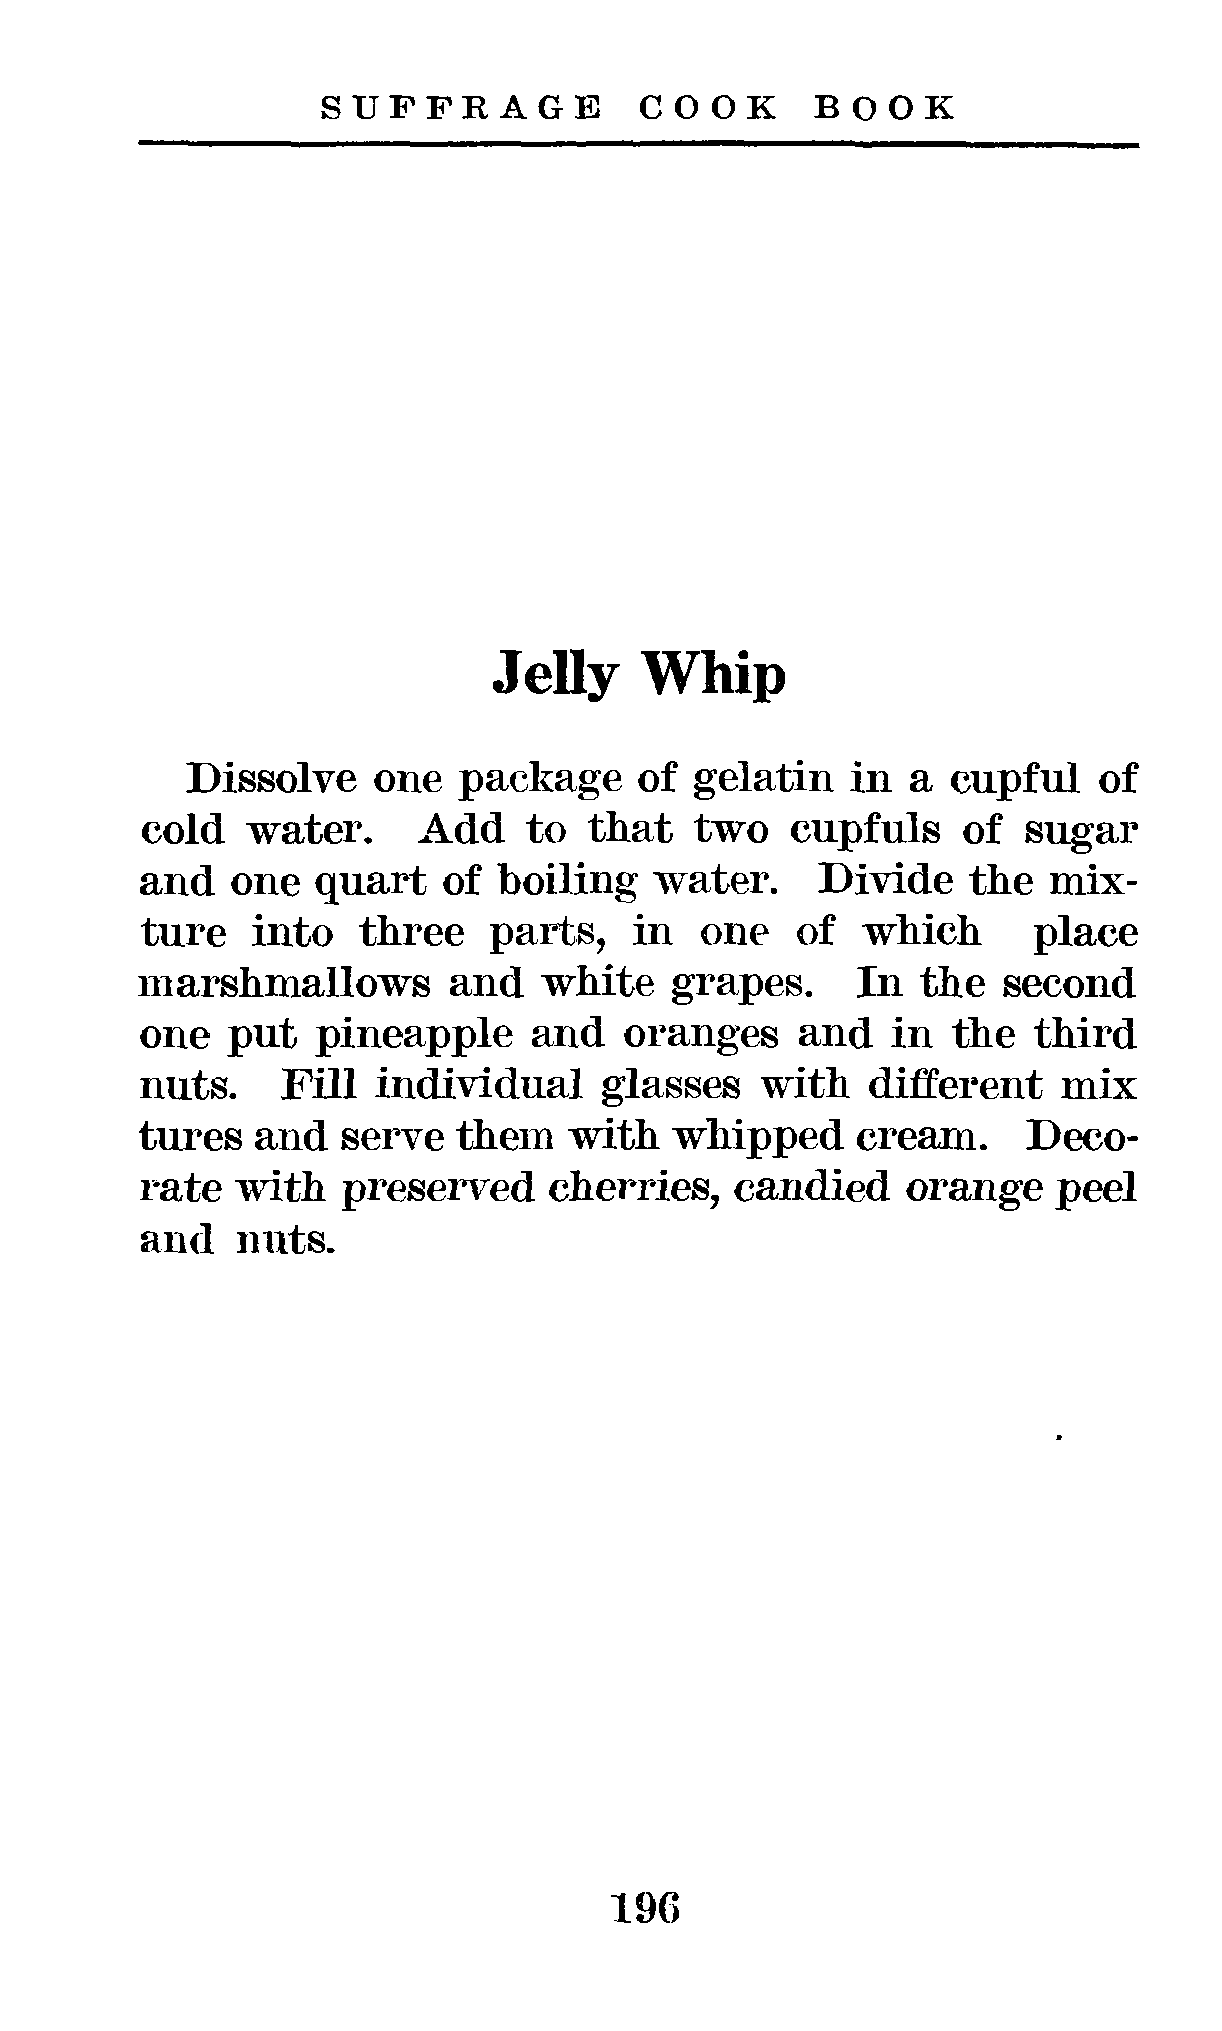 SUFFRAGE COOK BOOK
Jelly Whip
Dissolve one package of gelatin in a cupful of
cold water. Add to that two cupfuls of sugar
and one quart of boiling water. Divide the mix-
ture into three parts, in one of which place
marshmallows and white grapes. In the second
one put pineapple and oranges and in the third
nuts. Fill individual glasses with different mix
tures and serve them with whipped cream. Deco-
rate with preserved cherries, candied orange peel
and nuts.
196